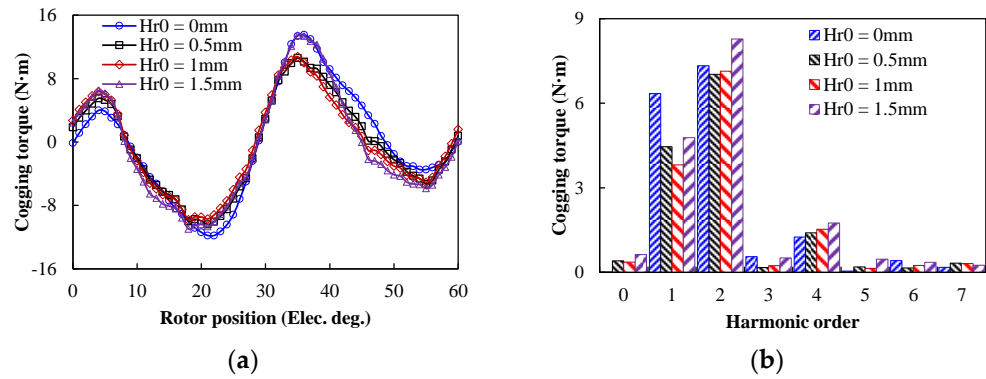 Cogging torque (N·m)
16
8
0
-8
-16
Hr0 = 0mm
Hr0 = 0.5mm
Hr0 = 1mm
Hr0 = 1.5mm
0 10 20 30 40 50 60
Rotor position (Elec. deg.)
(a)
Cogging torque (N·m)
9
6
3
0
Hr0 = 0mm
Hr0 = 0.5mm
Hr0 = 1mm
Hr0 = 1.5mm
0 1 2 3 4 5 6 7
Harmonic order
(b)